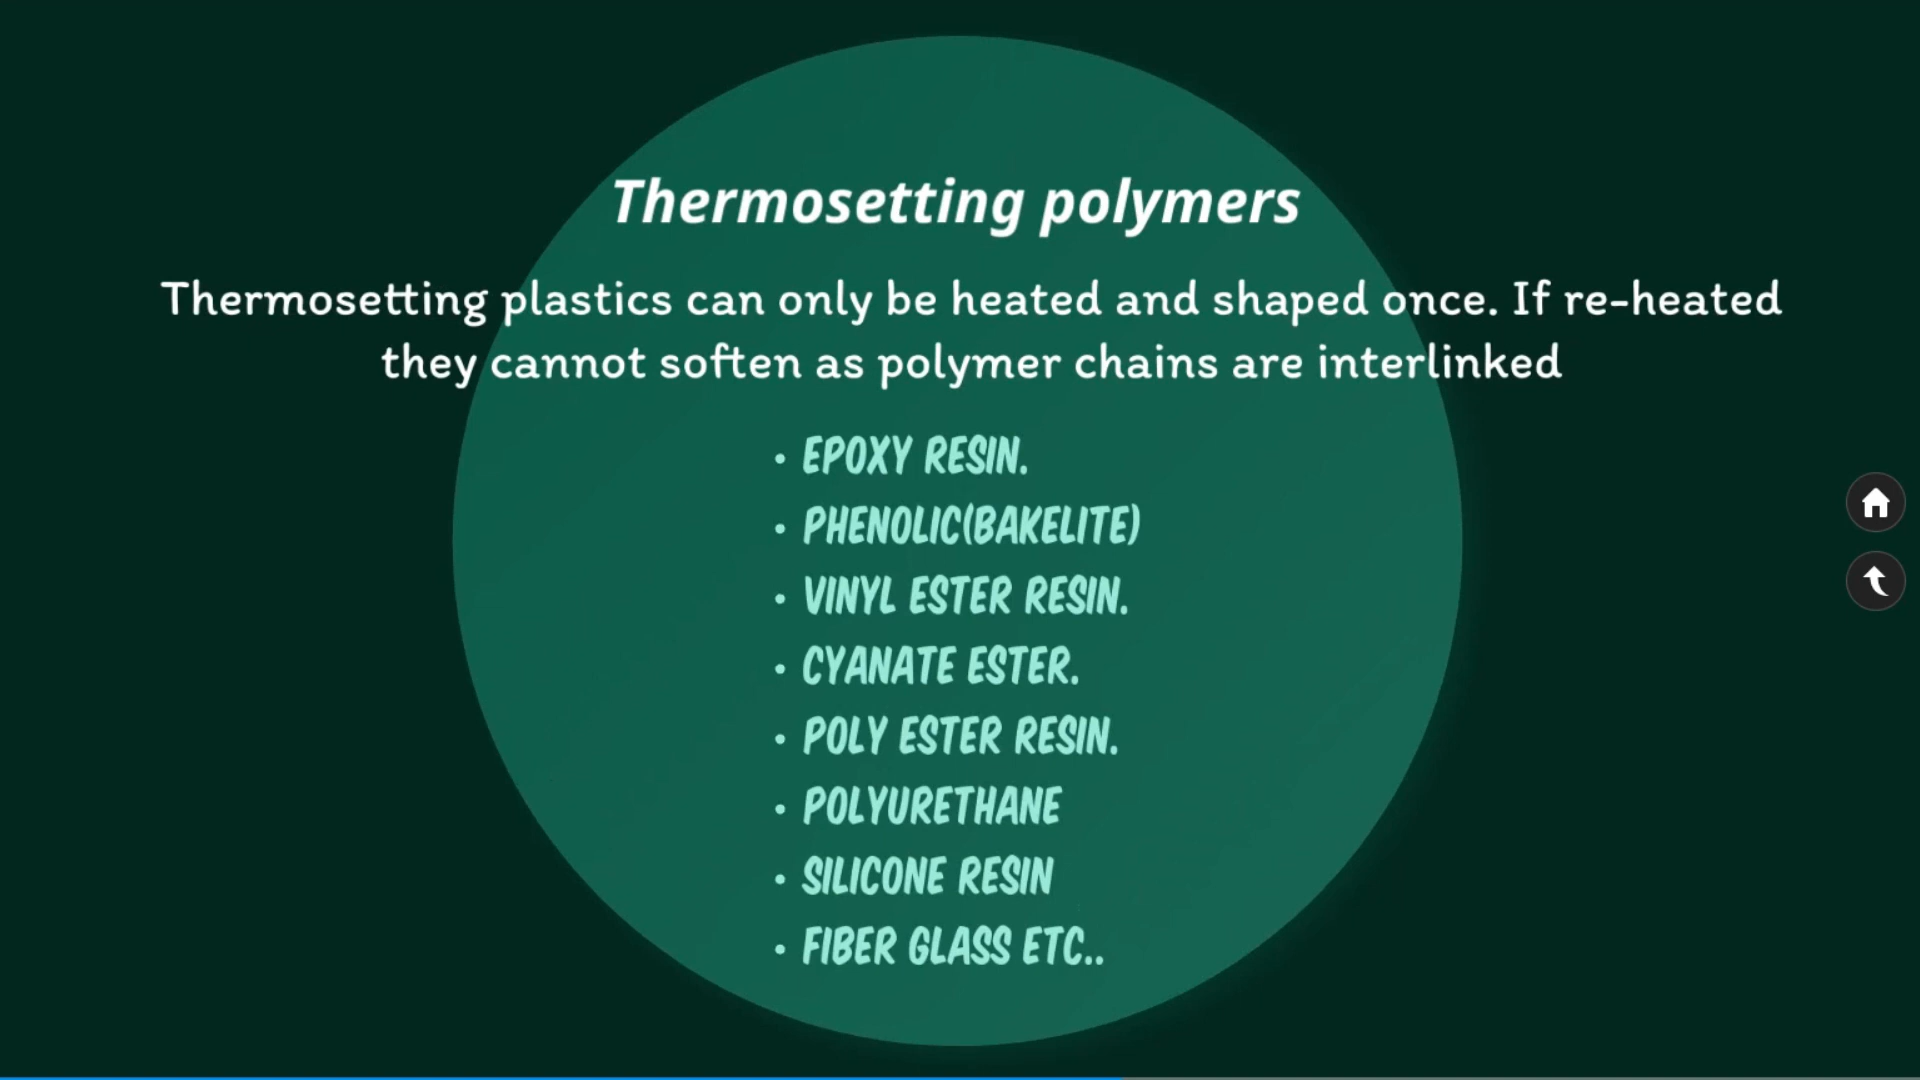 Thermosetting polymers
Thermosetting plastics can only be heated and shaped once. If re-heated
they cannot soften as polymer chains are interlinked
• EPOXY RESIN.
• PHENOLIC(BAKELITE)
• VINYL ESTER RESIN.
• CYANATE ESTER.
• POLY ESTER RESIN.
• POLYURETHANE
• SILICONE RESIN
• FIBER GLASS ETC..